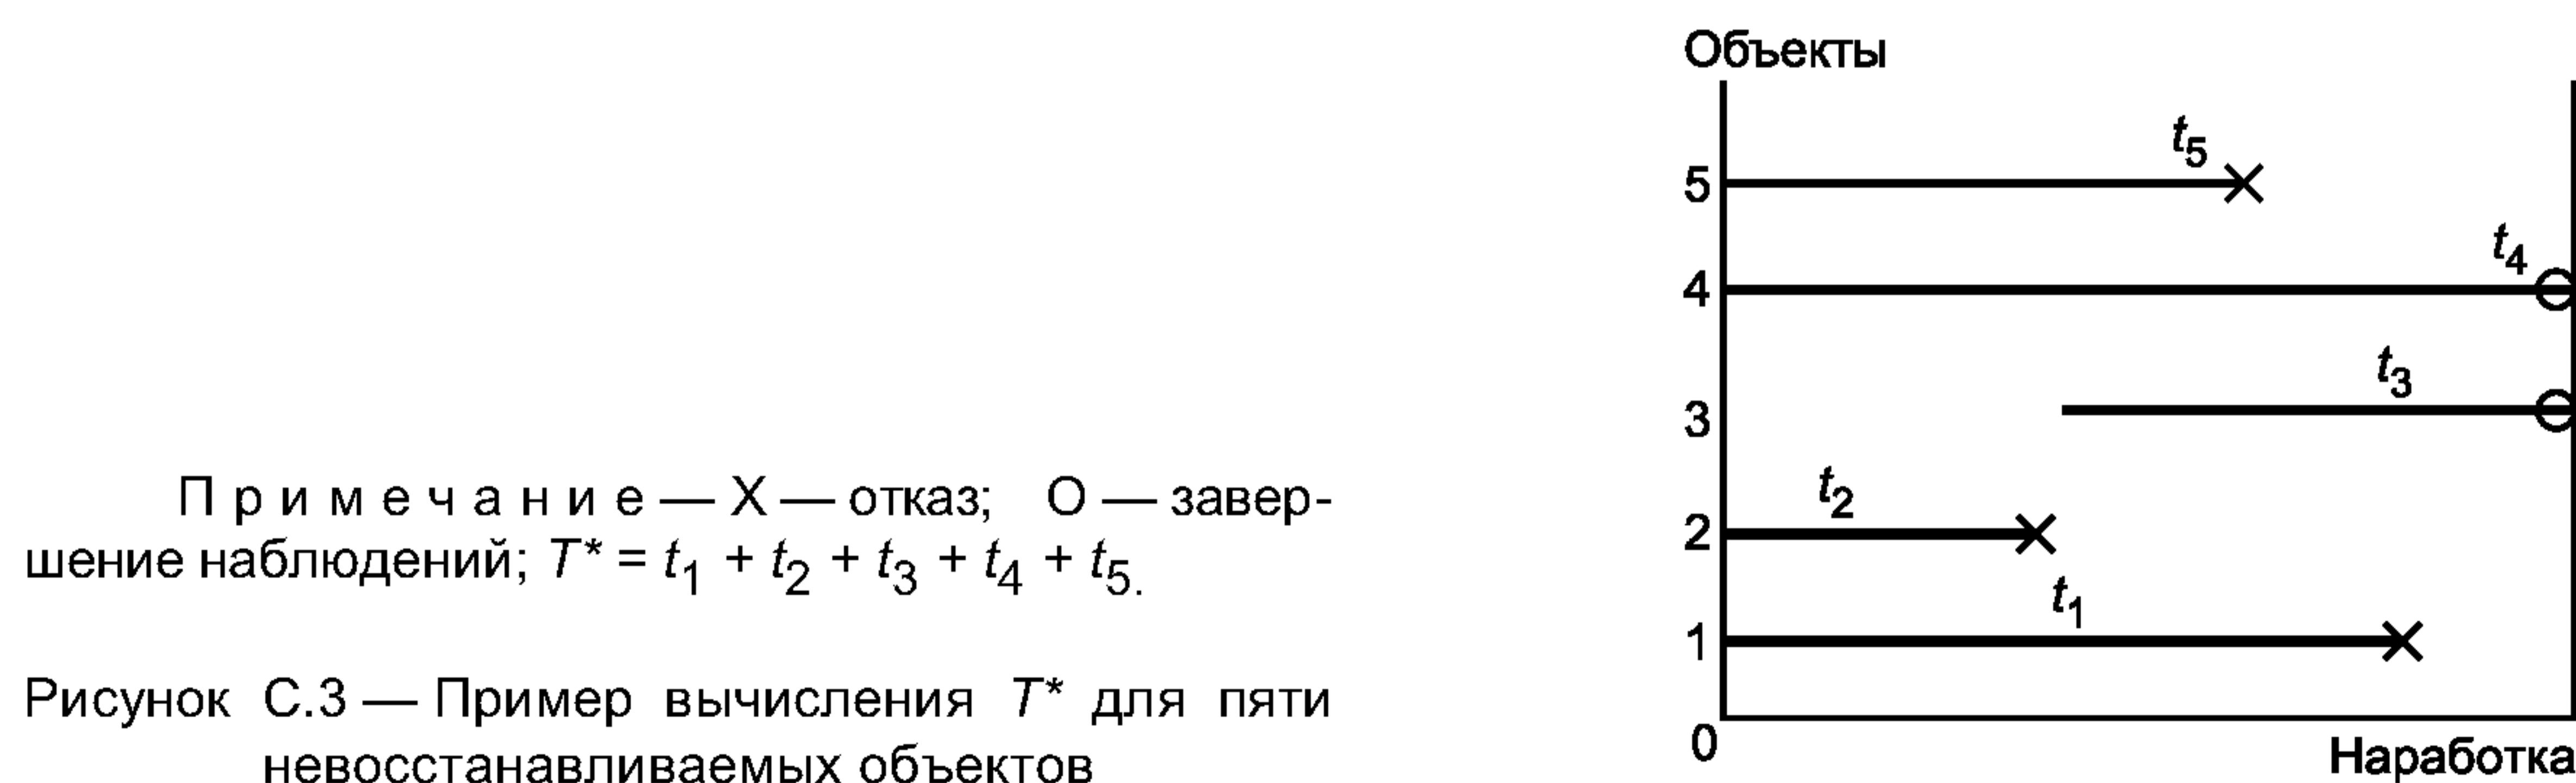 Примечание — X — отказ; O — завер-
шение наблюдений; T* = t1 + t2 + t3 + t4 + t5.
Рисунок С.3 — Пример вычисления T* для пяти
невосстанавливаемых объектов
Объекты
t5
5
t4
4
t3
3
t2
2
t1
1
0
Наработка